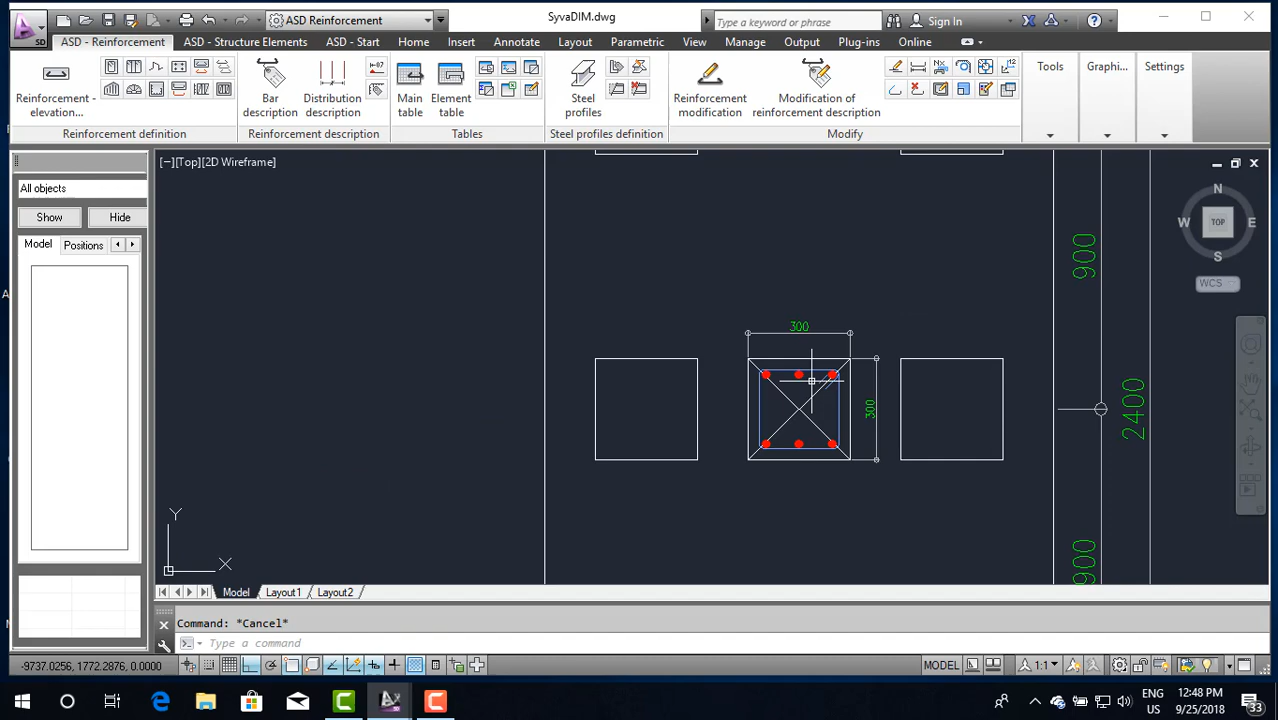 SyvaDIM.dwg
ASD Reinforcement
Type a keyword or phrase
Sign In
ASD - Reinforcement
ASD - Structure Elements
ASD - Start
Home
Insert
Annotate
Layout
Parametric
View
Manage
Output
Plug-ins
Online
Reinforcement -
elevation...
Bar
description
Distribution
description
Main
table
Element
table
Steel
profiles
Reinforcement
modification
Modification of
reinforcement description
Tools
Graphi...
Settings
Reinforcement definition
Reinforcement description
Tables
Steel profiles definition
Modify
[−][Top][2D Wireframe]
All objects
Show
Hide
Model
Positions
N
W
TOP
E
S
WCS
900
300
300
2400
900
Y
X
Model
Layout1
Layout2
Command: *Cancel*
Type a command
-9737.0256, 1772.2876, 0.0000
MODEL
1:1
ENG
US
12:48 PM
9/25/2018
33